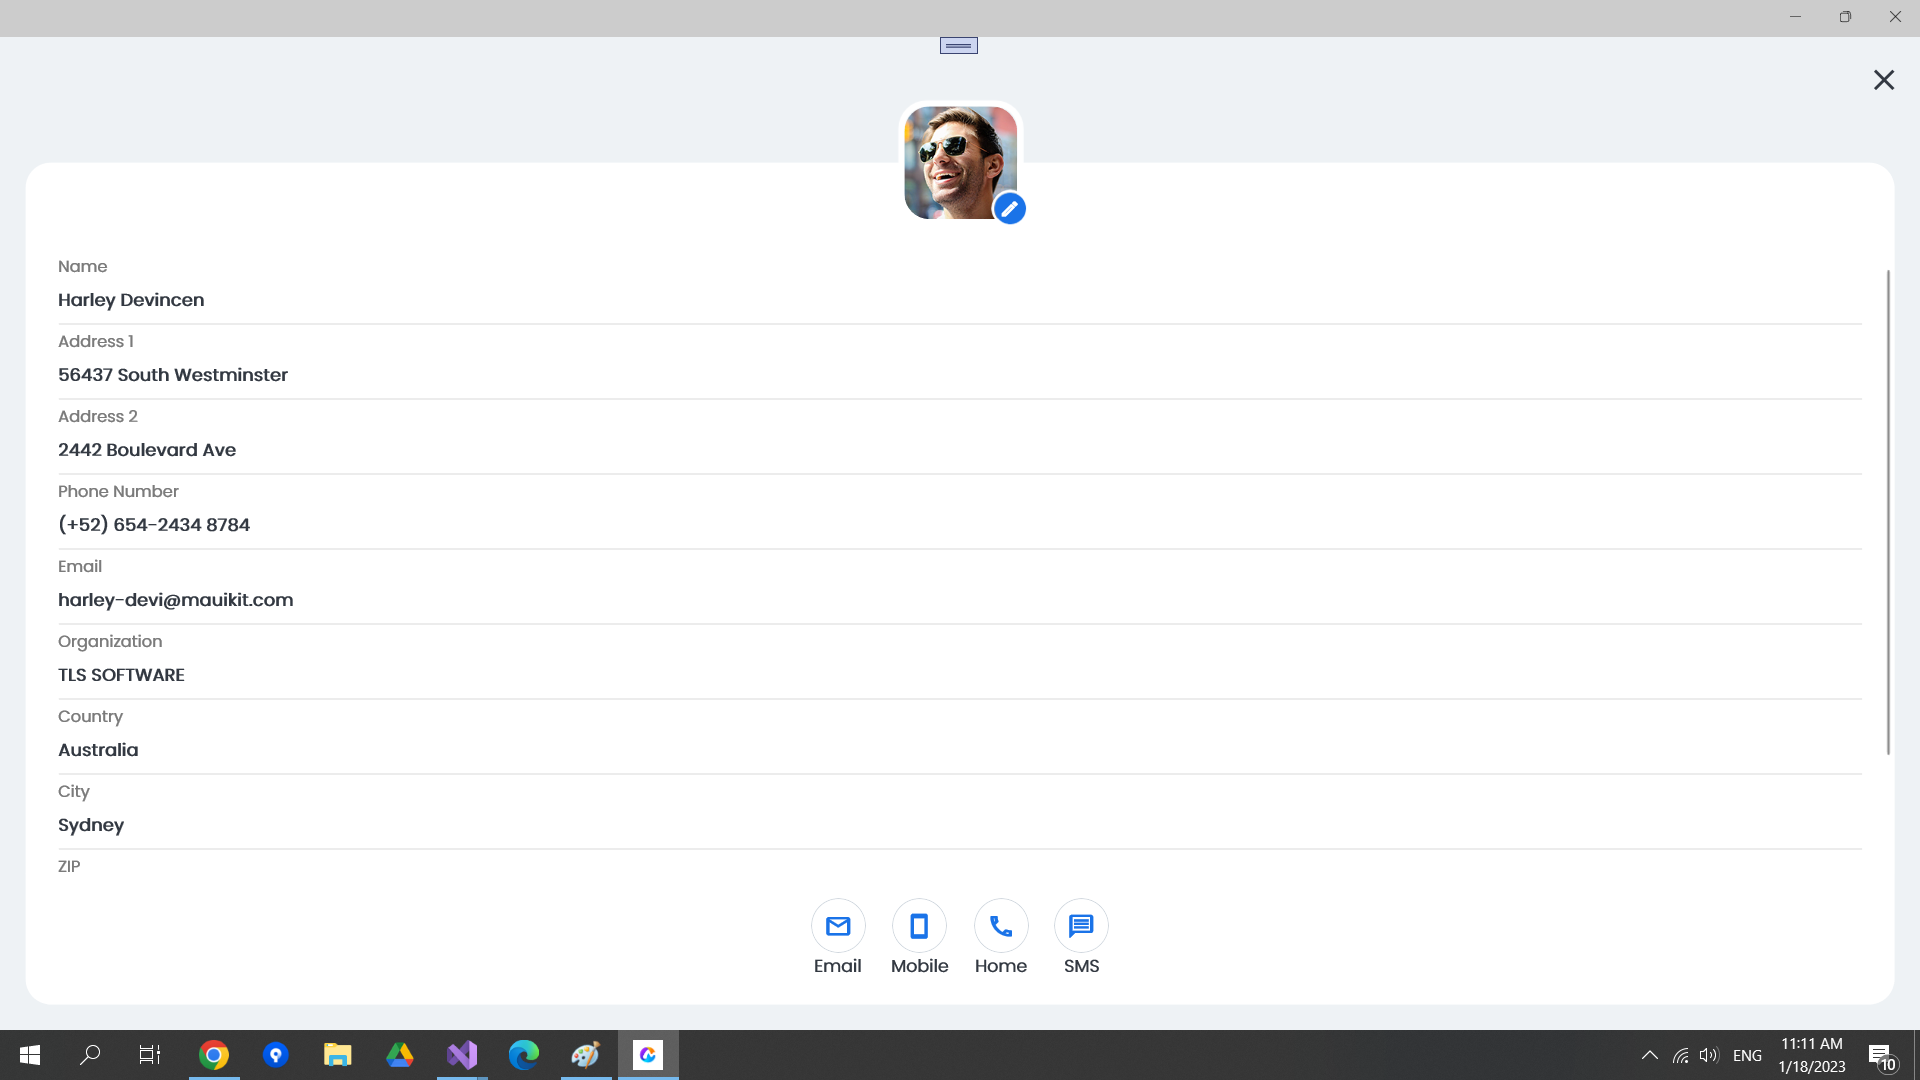 Name
Harley Devincen
Address 1
56437 South Westminster
Address 2
2442 Boulevard Ave
Phone Number
(+52) 654-2434 8784
Email
harley-devi@mauikit.com
Organization
TLS SOFTWARE
Country
Australia
City
Sydney
ZIP
Email Mobile Home SMS
ENG
11:11 AM
1/18/2023
10